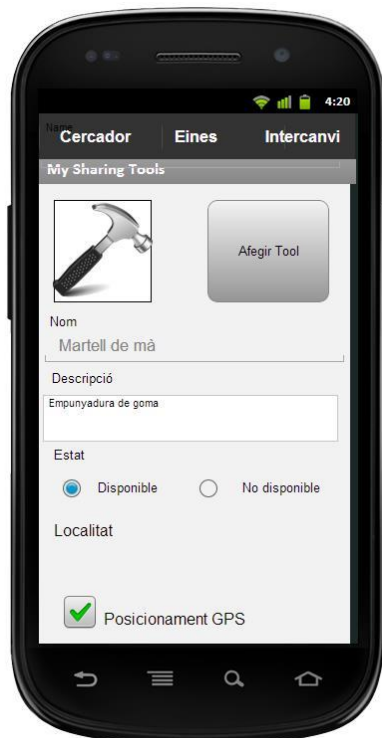 4:20
Name
Cercador Eines Intercanvi
My Sharing Tools
Afegir Tool
Nom
Martell de mà
Descripció
Empunyadura de goma
Estat
Disponible No disponible
Localitat
Posicionament GPS